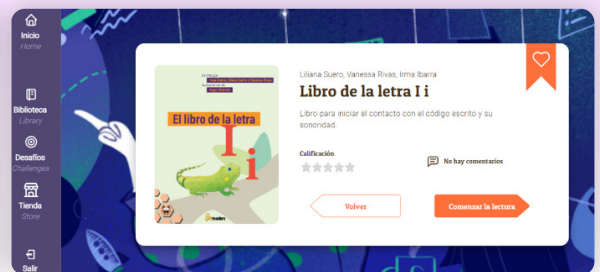 Inicio
Home
Biblioteca
Library
Desafíos
Challenges
Tienda
Store
Salir
El libro de la letra
I i
Liliana Suero, Vanessa Rivas, Irma Ibarra
Libro de la letra I i
Libro para iniciar el contacto con el código escrito y su
sonoridad.
Calificación
No hay comentarios
Volver
Comenzar la lectura